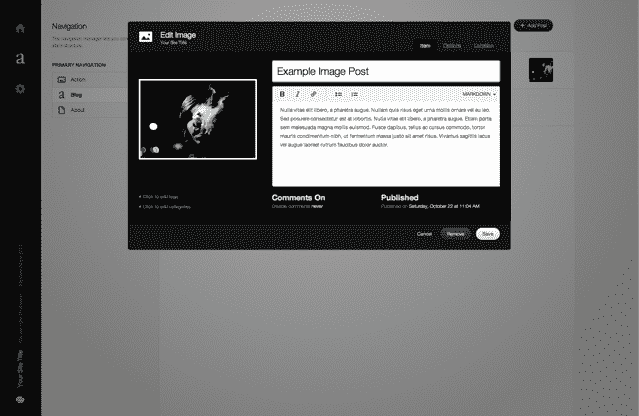 Navigation
PRIMARY NAVIGATION
Action
a Blog
About
Your Site Title
Edit Image
Your Site Title
Item
Options
Location
+ Add Post
Example Image Post
B I
MARKDOWN
Nulla vitae elit libero, a pharetra augue. Nullam quis risus eget urna mollis ornare vel eu leo.
Sed posuere consectetur est at lobortis. Nulla vitae elit libero, a pharetra augue. Etiam porta
sem malesuada magna mollis euismod. Fusce dapibus, tellus ac cursus commodo, tortor
mauris condimentum nibh, ut fermentum massa justo sit amet risus. Vivamus sagittis lacus
vel augue laoreet rutrum faucibus dolor auctor.
+ Click to add tags
+ Click to add categories
Comments On
Disable comments never
Published
Published on Saturday, October 22 at 11:04 AM
Cancel
Remove
Save